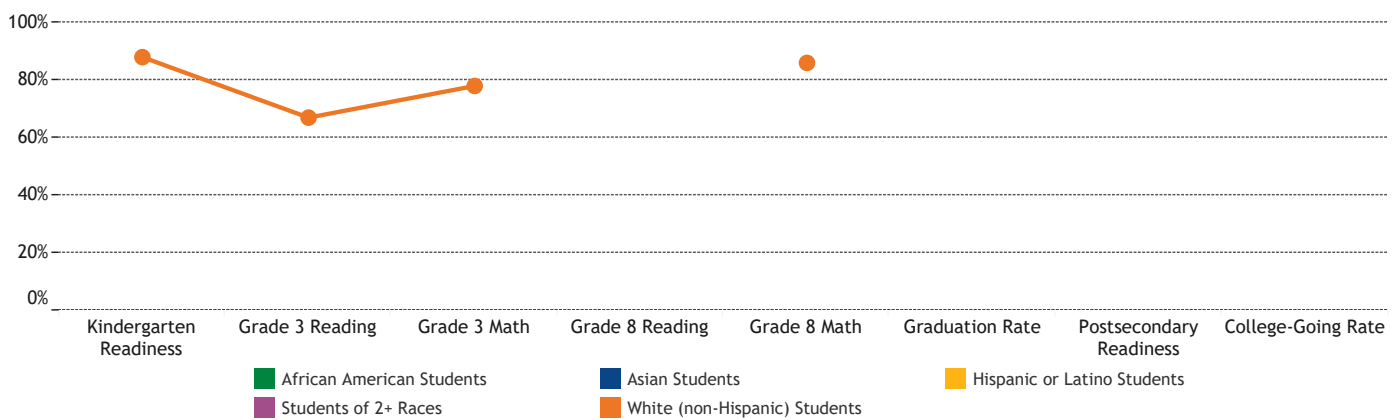 100%
80%
60%
40%
20%
0%
Kindergarten
Readiness
Grade 3 Reading
Grade 3 Math
Grade 8 Reading
Grade 8 Math
Graduation Rate
Postsecondary
Readiness
College-Going Rate
African American Students
Asian Students
Hispanic or Latino Students
Students of 2+ Races
White (non-Hispanic) Students